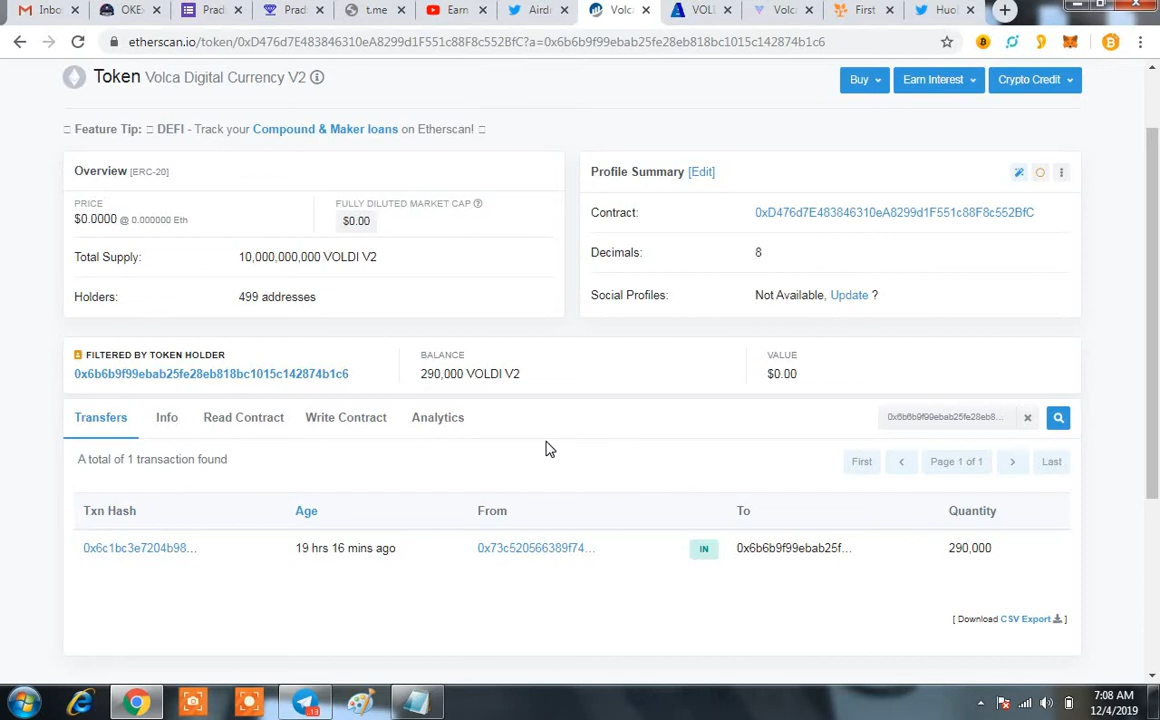 Inbo
OKE
Prad
Prad
t.me
Earn
Aird
Volca
VOL
Volca
First
Huo
etherscan.io/token/0xD476d7E483846310eA8299d1F551c88F8c552BfC?a=0x6b6b9f99ebab25fe28eb818bc1015c142874b1c6
Token Volca Digital Currency V2
Buy
Earn Interest
Crypto Credit
Feature Tip: DEFI - Track your Compound & Maker loans on Etherscan!
Overview [ERC-20]
PRICE
$0.0000 @ 0.000000 Eth
FULLY DILUTED MARKET CAP
$0.00
Total Supply: 10,000,000,000 VOLDI V2
Holders: 499 addresses
Profile Summary [Edit]
Contract: 0xD476d7E483846310eA8299d1F551c88F8c552BfC
Decimals: 8
Social Profiles: Not Available, Update ?
FILTERED BY TOKEN HOLDER
0x6b6b9f99ebab25fe28eb818bc1015c142874b1c6
BALANCE
290,000 VOLDI V2
VALUE
$0.00
Transfers Info Read Contract Write Contract Analytics
0x6b6b9f99ebab25fe28eb8...
A total of 1 transaction found
First
Page 1 of 1
Last
Txn Hash Age From To Quantity
0x6c1bc3e7204b98... 19 hrs 16 mins ago 0x73c520566389f74... IN 0x6b6b9f99ebab25f... 290,000
[ Download CSV Export ]
13
7:08 AM
12/4/2019